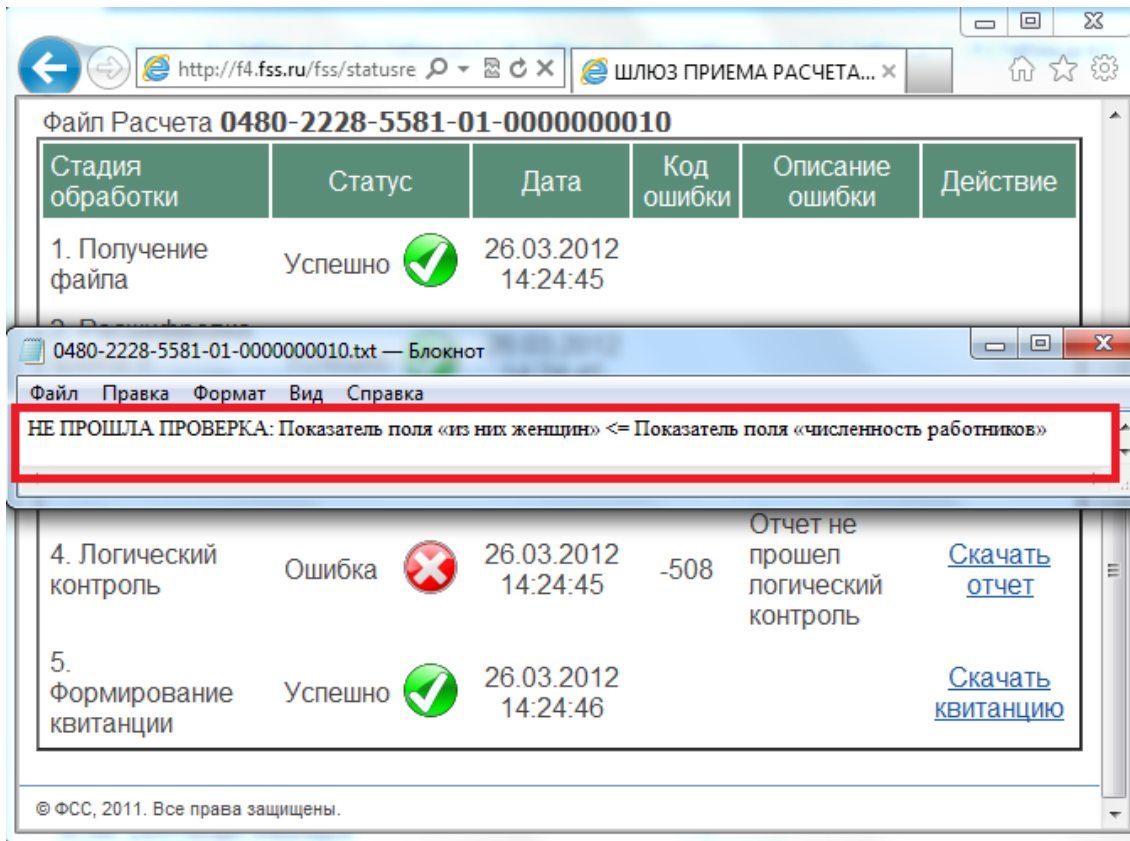 http://f4.fss.ru/fss/statusre
ШЛЮЗ ПРИЕМА РАСЧЕТА...
Файл Расчета 0480-2228-5581-01-0000000010
Стадия обработки
Статус
Дата
Код ошибки
Описание ошибки
Действие
1. Получение файла
Успешно
26.03.2012
14:24:45
0480-2228-5581-01-0000000010.txt — Блокнот
Файл Правка Формат Вид Справка
НЕ ПРОШЛА ПРОВЕРКА: Показатель поля «из них женщин» <= Показатель поля «численность работников»
4. Логический контроль
Ошибка
26.03.2012
14:24:45
-508
Отчет не
прошел
логический
контроль
Скачать
отчет
5.
Формирование
квитанции
Успешно
26.03.2012
14:24:46
Скачать
квитанцию
© ФСС, 2011. Все права защищены.